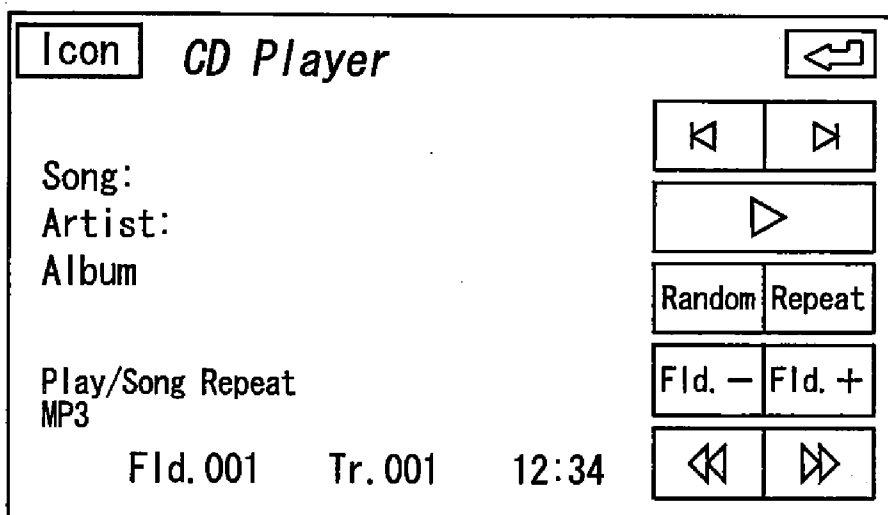 Icon CD Player
Song:
Artist:
Album
Random Repeat
Play/Song Repeat
Fld. − Fld. +
MP3
Fld.001 Tr.001 12:34